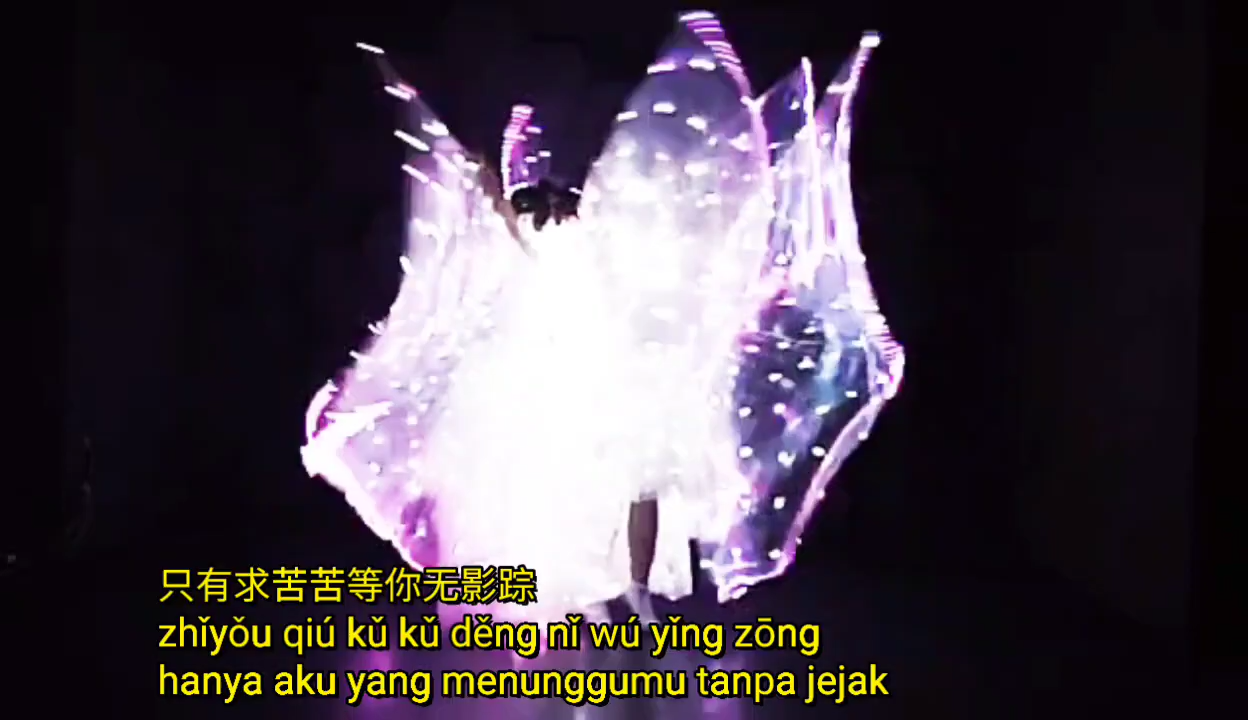 只有求苦苦等你无影踪
zhǐyǒu qiú kǔ kǔ děng nǐ wú yǐng zōng
hanya aku yang menunggumu tanpa jejak